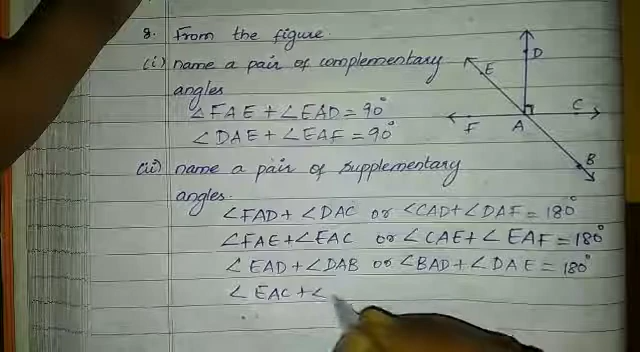 8. From the figure.
(i) name a pair of complementary
angles
∠FAE + ∠EAD = 90°
∠DAE + ∠EAF = 90°
D
E
C
F
A
B
(ii) name a pair of supplementary
angles.
∠FAD + ∠DAC or ∠CAD + ∠DAF = 180°
∠FAE + ∠EAC or ∠CAE + ∠EAF = 180°
∠EAD + ∠DAB or ∠BAD + ∠DAE = 180°
∠EAC + ∠